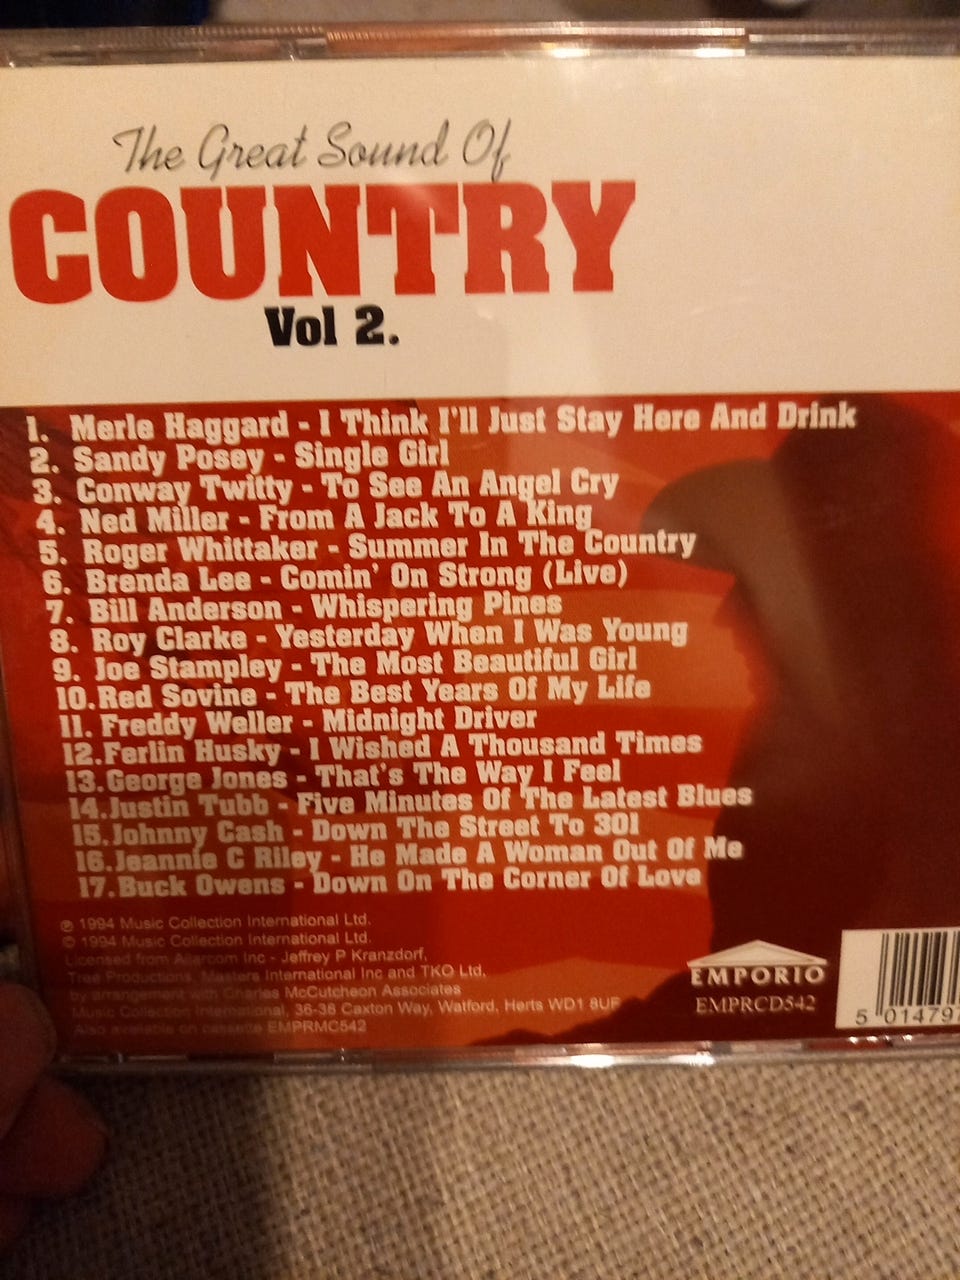 The Great Sound Of
COUNTRY
Vol 2.
1. Merle Haggard - I Think I'll Just Stay Here And Drink
2. Sandy Posey - Single Girl
3. Conway Twitty - To See An Angel Cry
4. Ned Miller - From A Jack To A King
5. Roger Whittaker - Summer In The Country
6. Brenda Lee - Comin' On Strong (Live)
7. Bill Anderson - Whispering Pines
8. Roy Clarke - Yesterday When I Was Young
9. Joe Stampley - The Most Beautiful Girl
10. Red Sovine - The Best Years Of My Life
11. Freddy Weller - Midnight Driver
12. Ferlin Husky - I Wished A Thousand Times
13. George Jones - That's The Way I Feel
14. Justin Tubb - Five Minutes Of The Latest Blues
15. Johnny Cash - Down The Street To 301
16. Jeannie C Riley - He Made A Woman Out Of Me
17. Buck Owens - Down On The Corner Of Love
℗ 1994 Music Collection International Ltd.
© 1994 Music Collection International Ltd.
Licensed from Inc - Jeffrey P Kranzdorf,
Tree Productions, Masters International Inc and TKO Ltd.
by arrangement with Charles McCutcheon Associates
Music Collection International, 36-38 Caxton Way, Watford, Herts WD1 8UF
Also available on cassette EMPRMC542
EMPORIO
EMPRCD542
5 014797